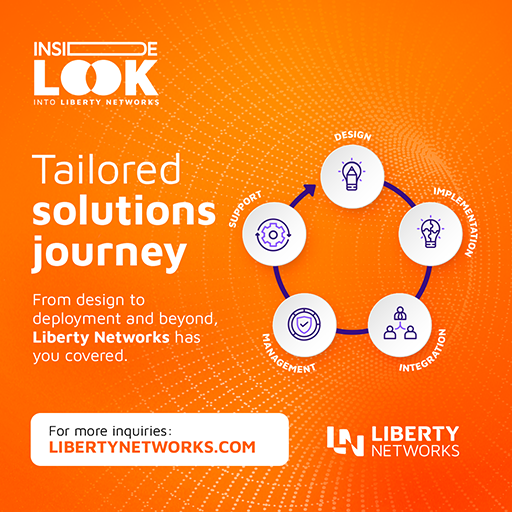 INSIDE
LOOK
INTO LIBERTY NETWORKS
Tailored
solutions
journey
From design to
deployment and beyond,
Liberty Networks has
you covered.
DESIGN
IMPLEMENTATION
INTEGRATION
MANAGEMENT
SUPPORT
For more inquiries:
LIBERTYNETWORKS.COM
LN LIBERTY
NETWORKS